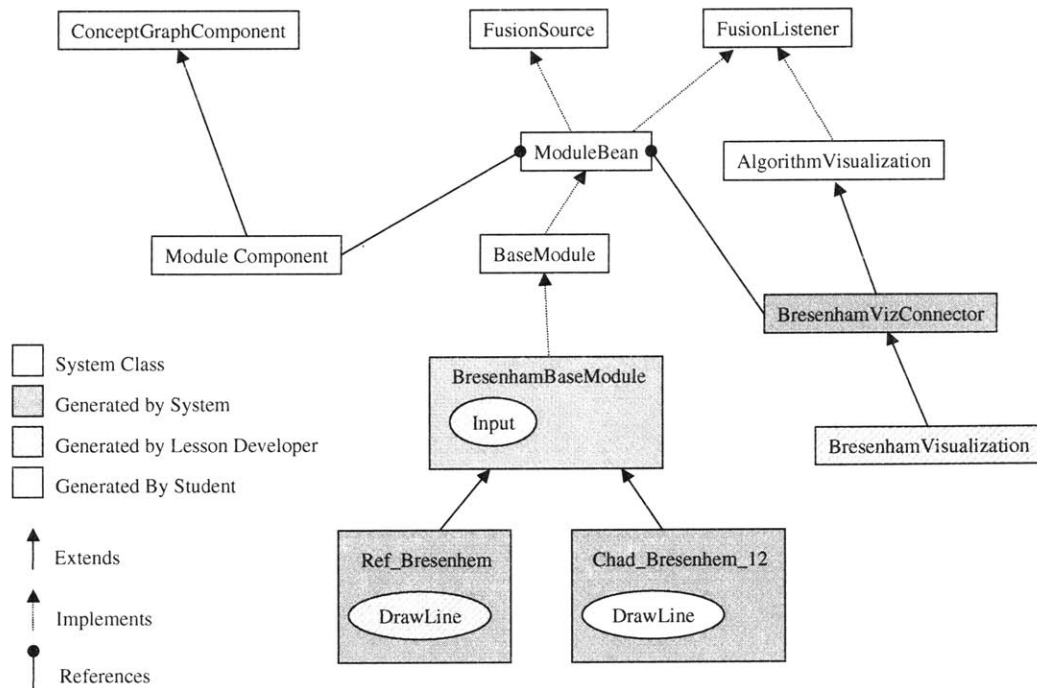 ConceptGraphComponent
FusionSource
FusionListener
ModuleBean
AlgorithmVisualization
Module Component
BaseModule
BresenhamVizConnector
BresenhamBaseModule
Input
BresenhamVisualization
System Class
Generated by System
Generated by Lesson Developer
Generated By Student
Extends
Implements
References
Ref_Bresenhem
DrawLine
Chad_Bresenhem_12
DrawLine